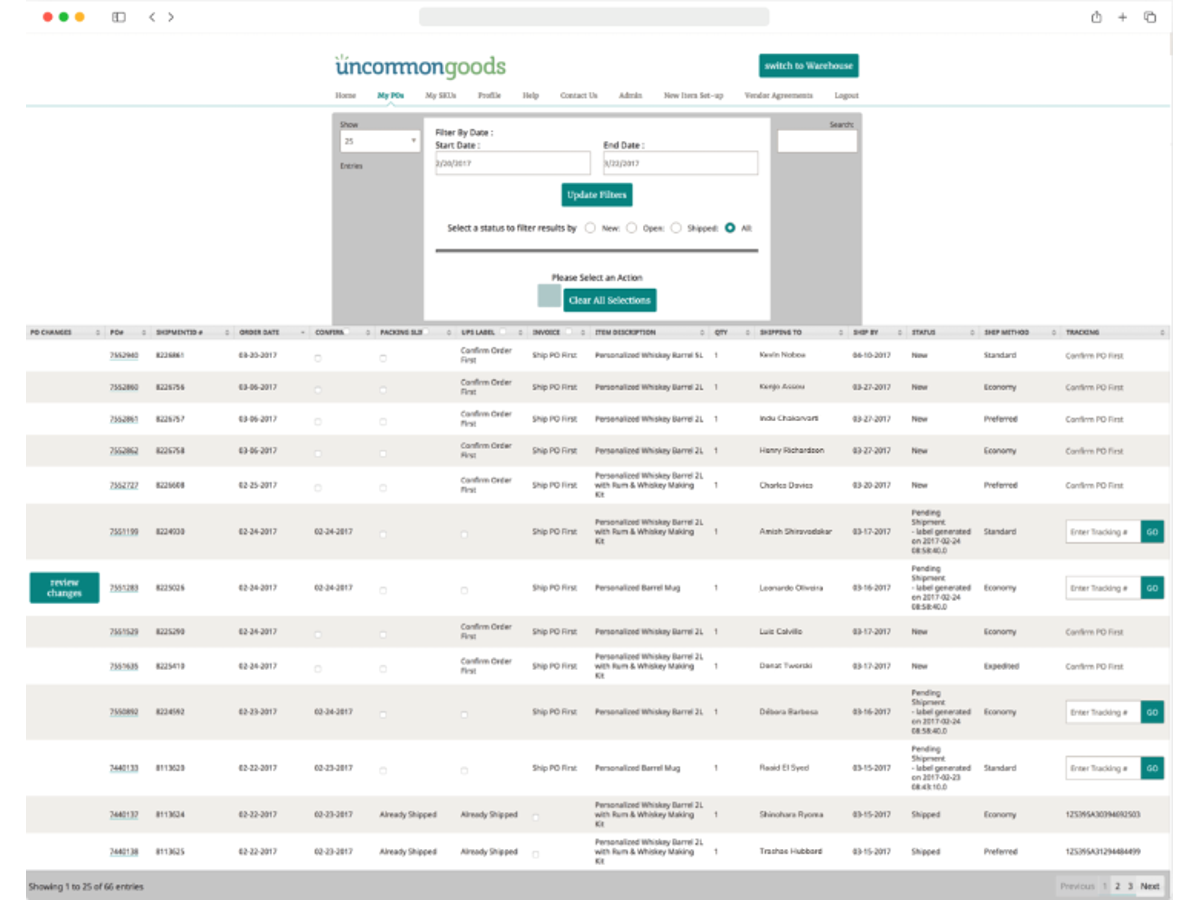 uncommongoods
switch to Warehouse
Home My POs My SKUs Profile Help Contact Us Admin New Item Set-up Vendor Agreements Logout
Show
25
Entries
Filter By Date :
Start Date : End Date :
2/20/2017 3/22/2017
Update Filters
Select a status to filter results by New: Open: Shipped: All:
Search:
Please Select an Action
Clear All Selections
PO CHANGES PO# SHIPMENTID # ORDER DATE CONFIRM PACKING SLIP UPS LABEL INVOICE ITEM DESCRIPTION QTY SHIPPING TO SHIP BY STATUS SHIP METHOD TRACKING
7552940 8226861 03-20-2017 Confirm Order First Ship PO First Personalized Whiskey Barrel 5L 1 Kevin Nobox 04-10-2017 New Standard Confirm PO First
7552860 8226756 03-06-2017 Confirm Order First Ship PO First Personalized Whiskey Barrel 2L 1 Kenjo Assou 03-27-2017 New Economy Confirm PO First
7552861 8226757 03-06-2017 Confirm Order First Ship PO First Personalized Whiskey Barrel 2L 1 Indu Chakarvarti 03-27-2017 New Preferred Confirm PO First
7552862 8226758 03-06-2017 Confirm Order First Ship PO First Personalized Whiskey Barrel 2L 1 Henry Richardson 03-27-2017 New Economy Confirm PO First
7552727 8226608 02-25-2017 Confirm Order First Ship PO First Personalized Whiskey Barrel 2L with Rum & Whiskey Making Kit 1 Charles Davies 03-20-2017 New Preferred Confirm PO First
7551199 8224933 02-24-2017 02-24-2017 Ship PO First Personalized Whiskey Barrel 2L with Rum & Whiskey Making Kit 1 Amish Shirovadakar 03-17-2017 Pending Shipment - label generated on 2017-02-24 08:58:40.0 Standard Enter Tracking # GO
review changes 7551283 8225026 02-24-2017 02-24-2017 Ship PO First Personalized Barrel Mug 1 Leonardo Oliveira 03-16-2017 Pending Shipment - label generated on 2017-02-24 08:58:40.0 Economy Enter Tracking # GO
7551529 8225290 02-24-2017 Confirm Order First Ship PO First Personalized Whiskey Barrel 2L 1 Luis Calvillo 03-17-2017 New Economy Confirm PO First
7551635 8225410 02-24-2017 Confirm Order First Ship PO First Personalized Whiskey Barrel 2L with Rum & Whiskey Making Kit 1 Donat Tworski 03-17-2017 New Expedited Confirm PO First
7550892 8224592 02-23-2017 02-24-2017 Ship PO First Personalized Whiskey Barrel 2L 1 Débora Barbosa 03-16-2017 Pending Shipment - label generated on 2017-02-24 08:58:40.0 Economy Enter Tracking # GO
7440133 8113620 02-22-2017 02-23-2017 Ship PO First Personalized Barrel Mug 1 Raaid El Syed 03-15-2017 Pending Shipment - label generated on 2017-02-23 08:43:10.0 Standard Enter Tracking # GO
7440137 8113624 02-22-2017 02-23-2017 Already Shipped Already Shipped Personalized Whiskey Barrel 2L with Rum & Whiskey Making Kit 1 Shinohara Ryoma 03-15-2017 Shipped Economy 1Z5395A30394692503
7440138 8113625 02-22-2017 02-23-2017 Already Shipped Already Shipped Personalized Whiskey Barrel 2L with Rum & Whiskey Making Kit 1 Trashae Hubbard 03-15-2017 Shipped Preferred 1Z5395A31294484499
Showing 1 to 25 of 66 entries Previous 1 2 3 Next